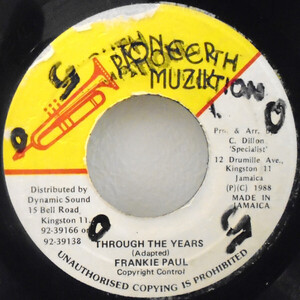 KONCERTH
MUZIK
Pro. & Arr.
C. Dillon
'Specialist'
12 Drumille Ave.,
Kingston 11
Jamaica
(P)(C) 1988
MADE IN
JAMAICA
Distributed by
Dynamic Sound
15 Bell Road,
Kingston 11.
92-39166 or
92-39138
THROUGH THE YEARS
(Adapted)
FRANKIE PAUL
Copyright Control
UNAUTHORISED COPYING IS PROHIBITED